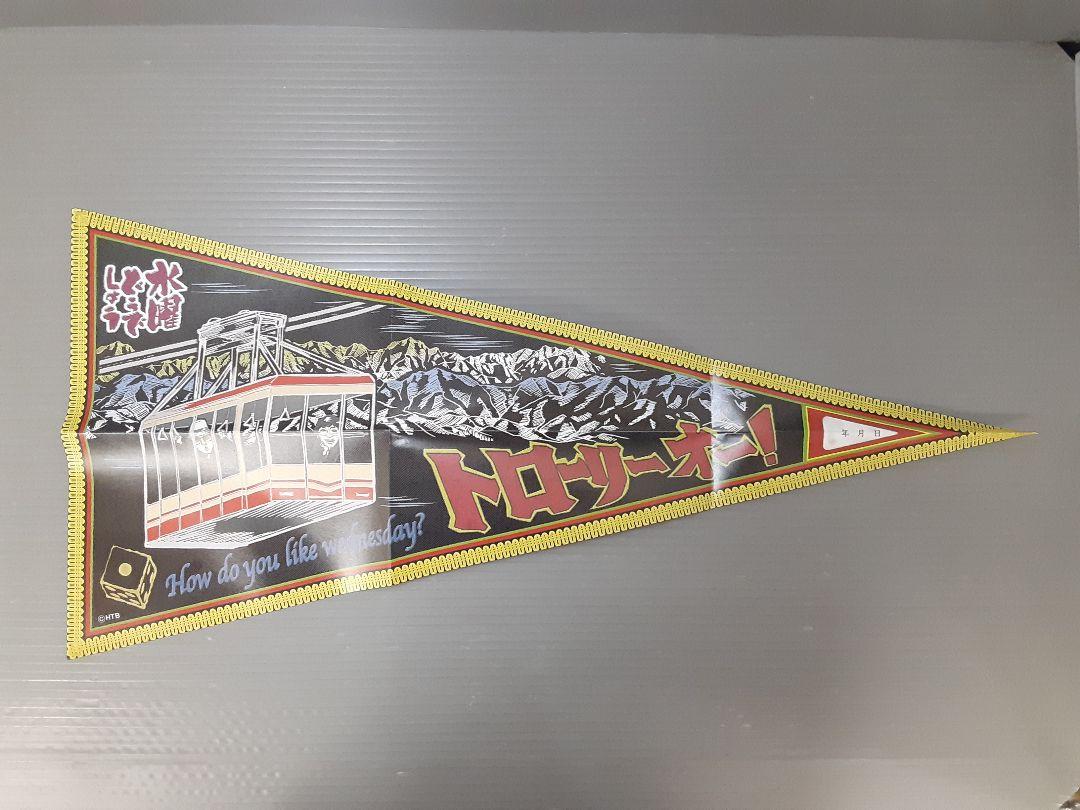 水曜
どうで
しょう
トローリーオー!
年 月 日
How do you like wednesday?
©HTB